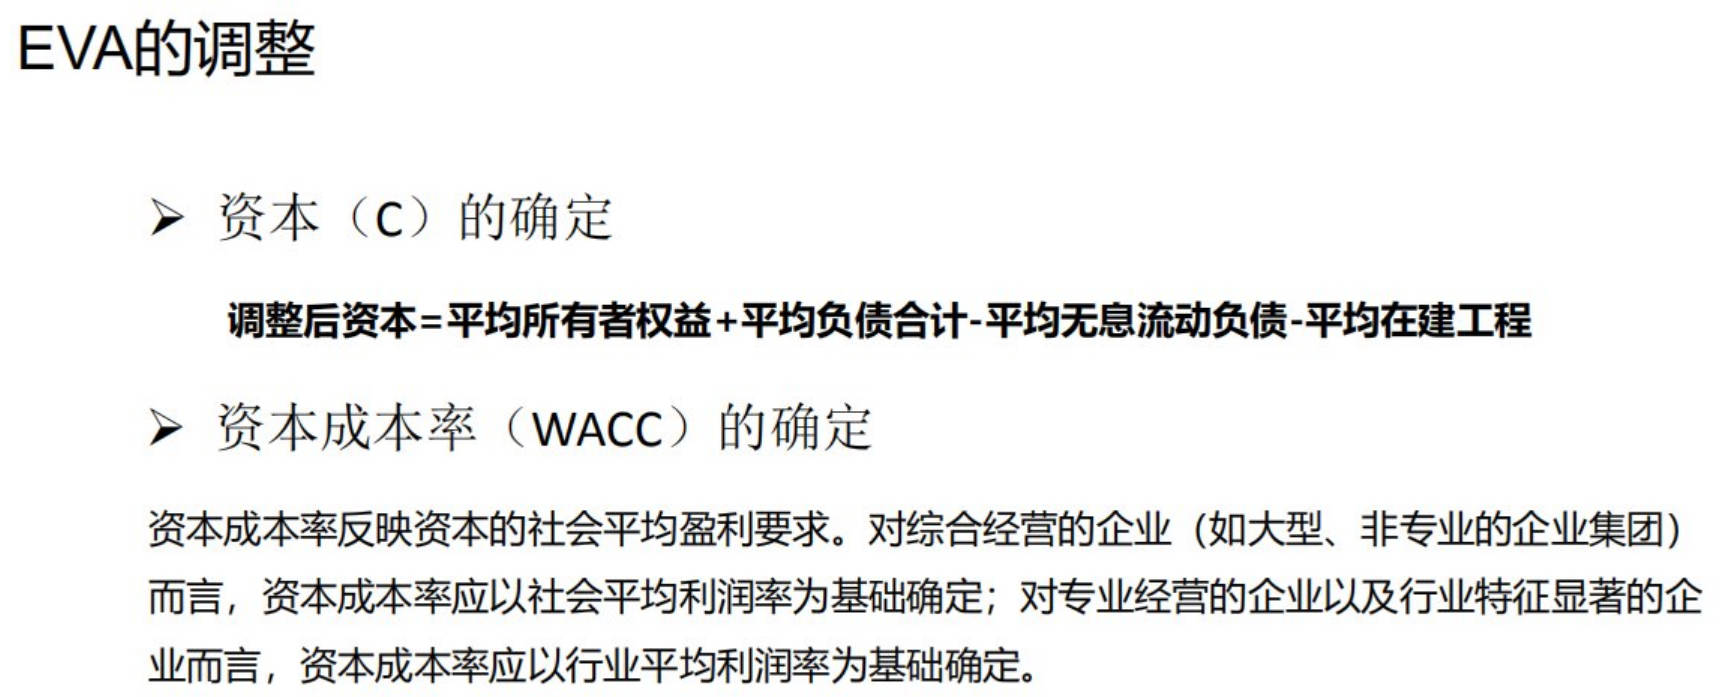 EVA的调整
➢ 资本（C）的确定
调整后资本=平均所有者权益+平均负债合计-平均无息流动负债-平均在建工程
➢ 资本成本率（WACC）的确定
资本成本率反映资本的社会平均盈利要求。对综合经营的企业（如大型、非专业的企业集团）
而言，资本成本率应以社会平均利润率为基础确定；对专业经营的企业以及行业特征显著的企
业而言，资本成本率应以行业平均利润率为基础确定。